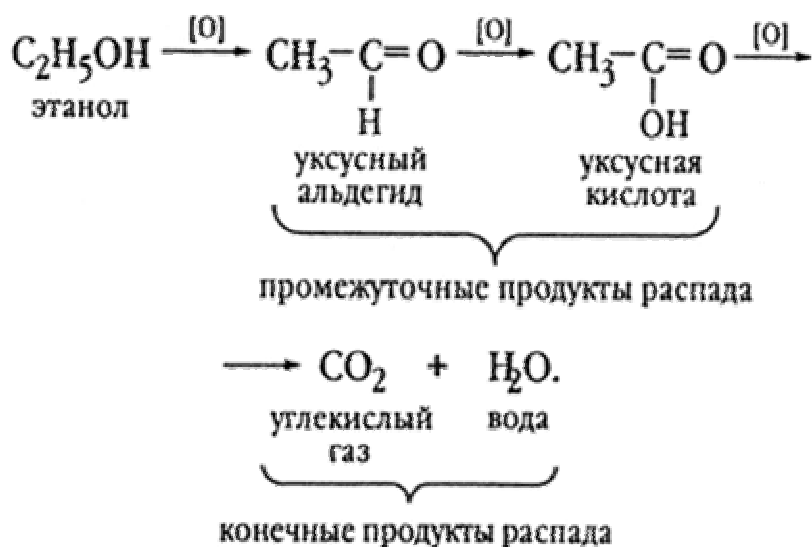 C₂H₅OH —[O]→ CH₃–C=O —[O]→ CH₃–C=O —[O]→
H OH
этанол
уксусный уксусная
альдегид кислота
промежуточные продукты распада
→ CO₂ + H₂O.
углекислый вода
газ
конечные продукты распада